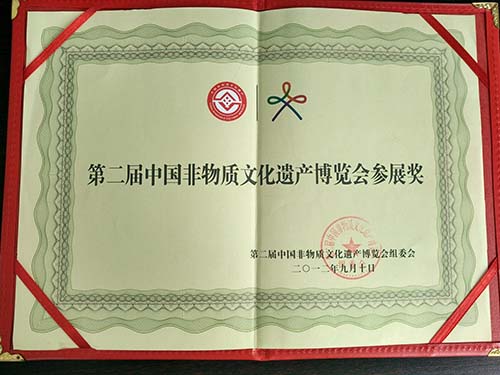 第二届中国非物质文化遗产博览会参展奖
第二届中国非物质文化遗产博览会组委会
二〇一二年九月十日